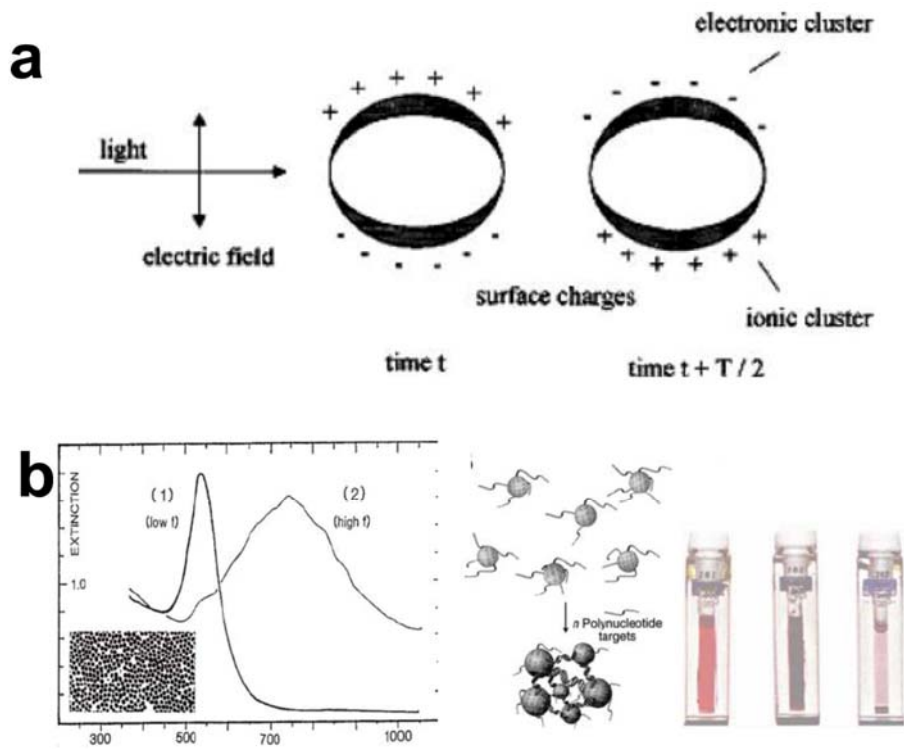 a
electronic cluster
+ + + + + +
- - - - -
light
electric field
- - - - - -
+ + + + + +
surface charges
ionic cluster
time t
time t + T / 2
b
EXTINCTION
(1)
(low f)
(2)
(high f)
1.0
300
500
700
1000
n Polynucleotide
targets